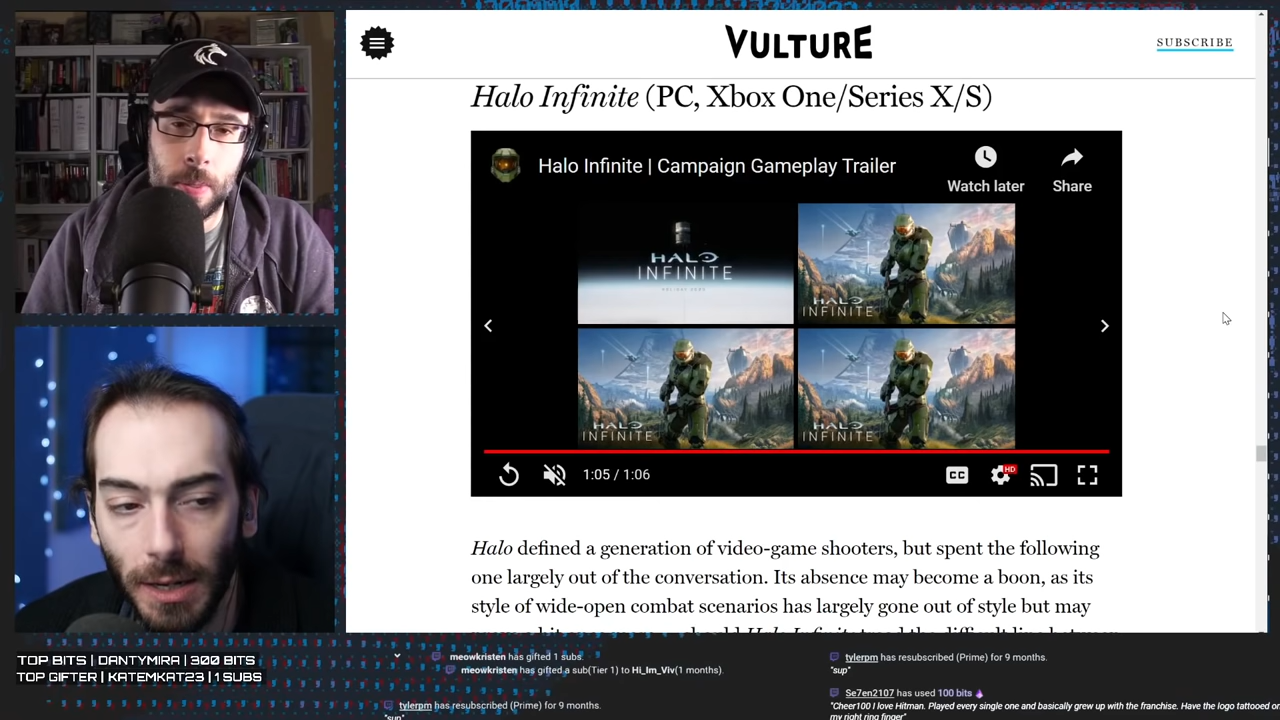 VULTURE
SUBSCRIBE
Halo Infinite (PC, Xbox One/Series X/S)
Halo Infinite | Campaign Gameplay Trailer
Watch later
Share
HALO
INFINITE
HALO
INFINITE
HALO
INFINITE
HALO
INFINITE
1:05 / 1:06
CC
HD
Halo defined a generation of video-game shooters, but spent the following
one largely out of the conversation. Its absence may become a boon, as its
style of wide-open combat scenarios has largely gone out of style but may
TOP BITS | DANTYMIRA | 300 BITS
TOP GIFTER | KATEMKAT23 | 1 SUBS
meowkristen has gifted 1 subs.
meowkristen has gifted a sub(Tier 1) to Hi_Im_Viv(1 months).
tylerpm has resubscribed (Prime) for 9 months.
"sup"
tylerpm has resubscribed (Prime) for 9 months.
"sup"
Se7en2107 has used 100 bits
"Cheer100 I love Hitman. Played every single one and basically grew up with the franchise. Have the logo tattooed o
my right ring finger"